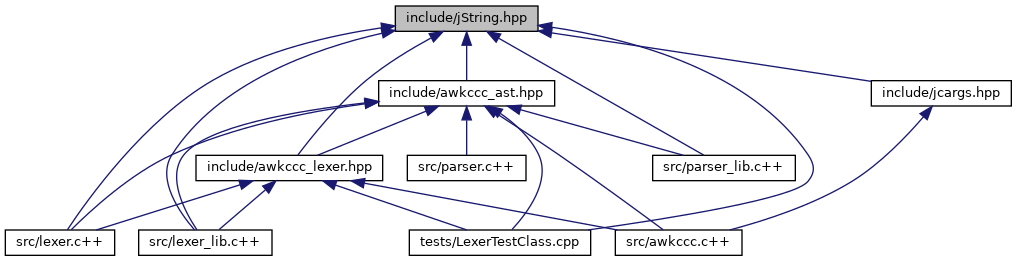 include/jString.hpp
include/awkccc_ast.hpp
include/jcargs.hpp
include/awkccc_lexer.hpp
src/parser.c++
src/parser_lib.c++
src/lexer.c++
src/lexer_lib.c++
tests/LexerTestClass.cpp
src/awkccc.c++